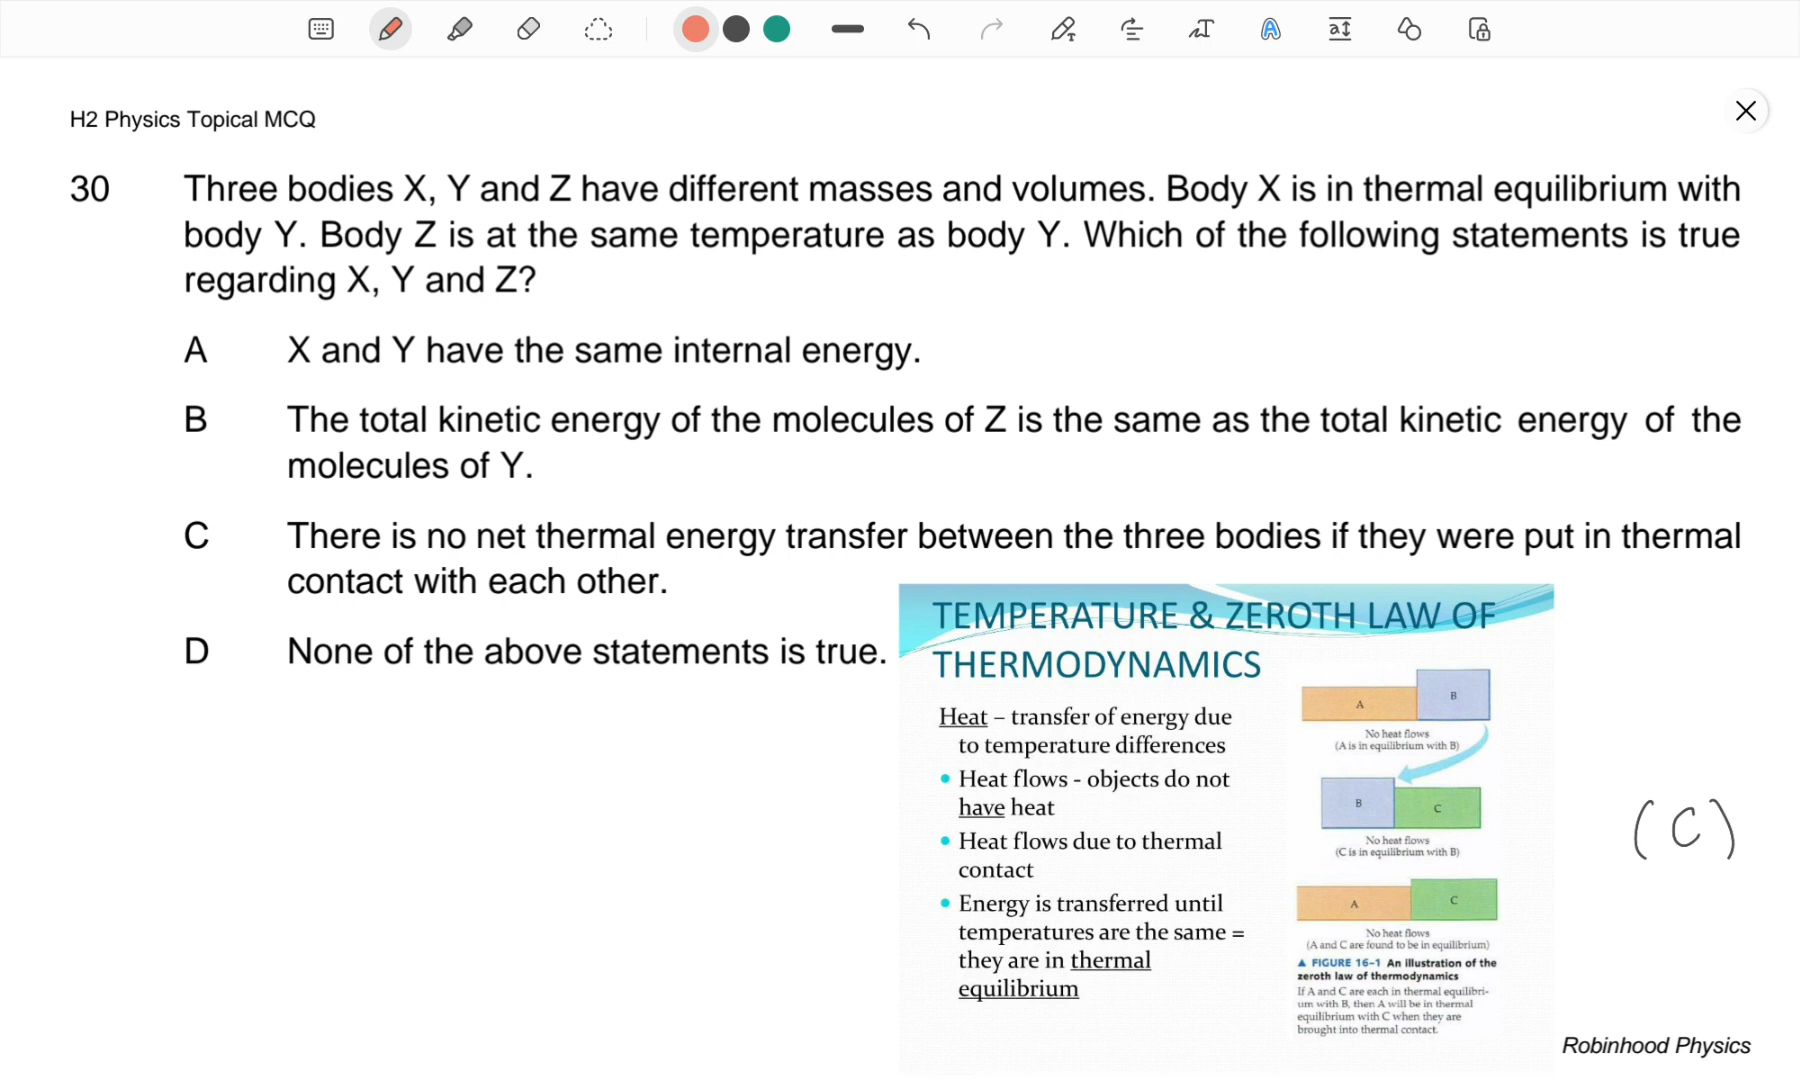 H2 Physics Topical MCQ
30 Three bodies X, Y and Z have different masses and volumes. Body X is in thermal equilibrium with
body Y. Body Z is at the same temperature as body Y. Which of the following statements is true
regarding X, Y and Z?
A X and Y have the same internal energy.
B The total kinetic energy of the molecules of Z is the same as the total kinetic energy of the
molecules of Y.
C There is no net thermal energy transfer between the three bodies if they were put in thermal
contact with each other.
D None of the above statements is true.
TEMPERATURE & ZEROTH LAW OF
THERMODYNAMICS
Heat – transfer of energy due
to temperature differences
• Heat flows - objects do not
have heat
• Heat flows due to thermal
contact
• Energy is transferred until
temperatures are the same =
they are in thermal
equilibrium
A B
No heat flows
(A is in equilibrium with B)
B C
No heat flows
(C is in equilibrium with B)
A C
No heat flows
(A and C are found to be in equilibrium)
▲ FIGURE 16–1 An illustration of the
zeroth law of thermodynamics
If A and C are each in thermal equilibri-
um with B, then A will be in thermal
equilibrium with C when they are
brought into thermal contact.
(C)
Robinhood Physics